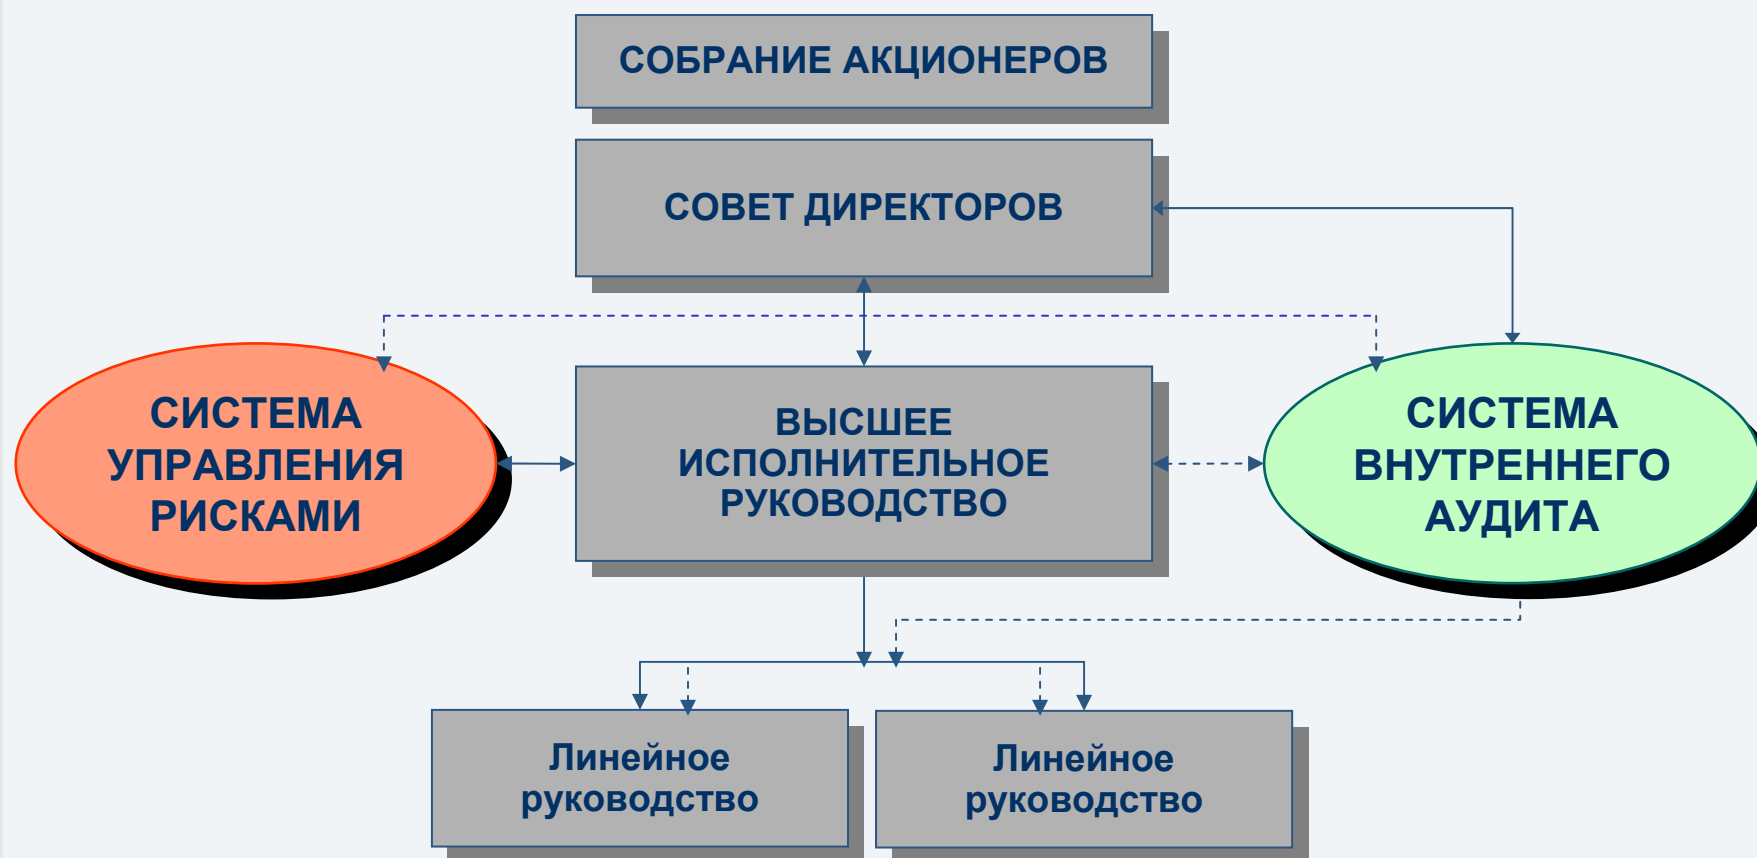 СОБРАНИЕ АКЦИОНЕРОВ
СОВЕТ ДИРЕКТОРОВ
СИСТЕМА
УПРАВЛЕНИЯ
РИСКАМИ
ВЫСШЕЕ
ИСПОЛНИТЕЛЬНОЕ
РУКОВОДСТВО
СИСТЕМА
ВНУТРЕННЕГО
АУДИТА
Линейное
руководство
Линейное
руководство